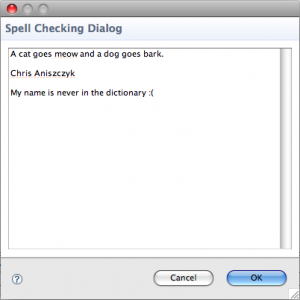 Spell Checking Dialog
A cat goes meow and a dog goes bark.
Chris Aniszczyk
My name is never in the dictionary :(
?
Cancel
OK